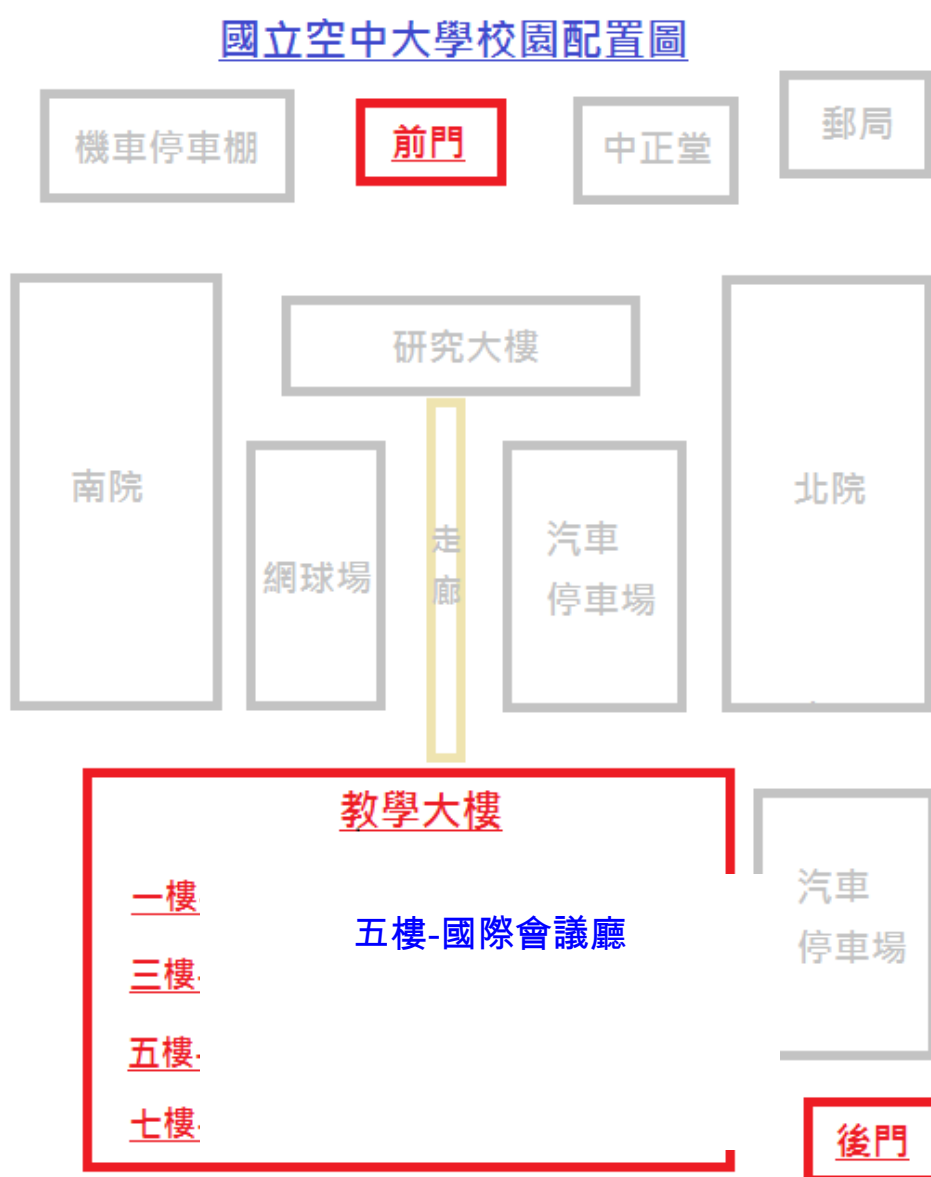 國立空中大學校園配置圖
機車停車棚
前門
中正堂
郵局
南院
研究大樓
北院
網球場
走
廊
汽車
停車場
教學大樓
一樓
五樓-國際會議廳
三樓-
五樓-
七樓-
汽車
停車場
後門